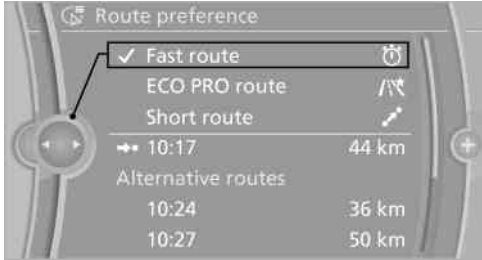 Route preference
Fast route
ECO PRO route
Short route
10:17 44 km
Alternative routes
10:24 36 km
10:27 50 km